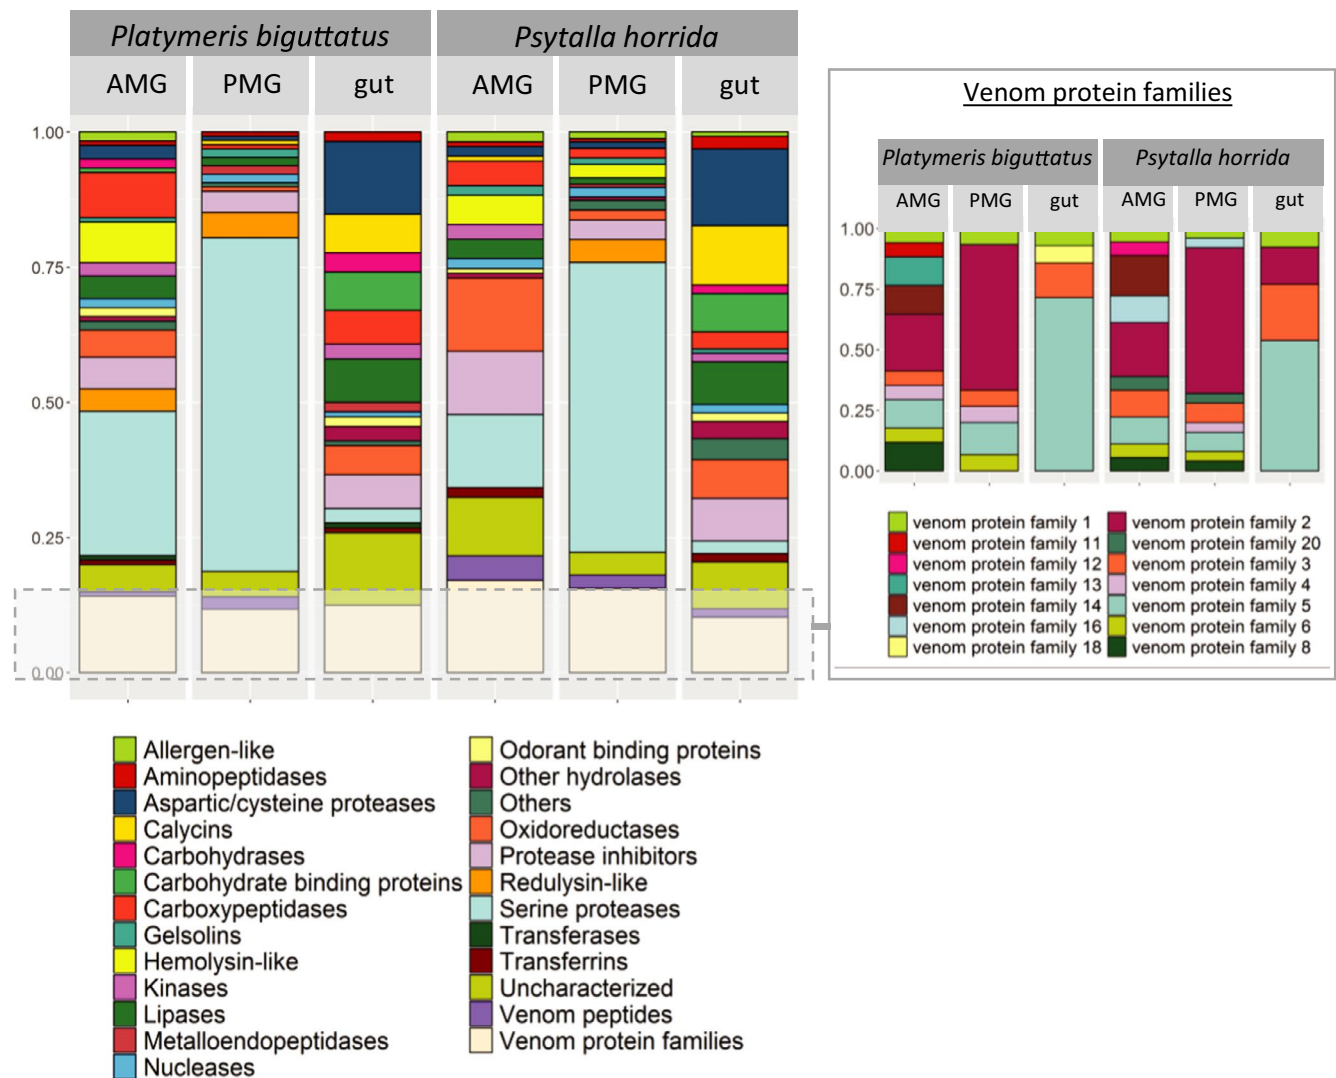 Platymeris biguttatus Psytalla horrida
AMG PMG gut AMG PMG gut
1.00
0.75
0.50
0.25
0.00
Venom protein families
Platymeris biguttatus Psytalla horrida
AMG PMG gut AMG PMG gut
1.00
0.75
0.50
0.25
0.00
venom protein family 1 venom protein family 2
venom protein family 11 venom protein family 20
venom protein family 12 venom protein family 3
venom protein family 13 venom protein family 4
venom protein family 14 venom protein family 5
venom protein family 16 venom protein family 6
venom protein family 18 venom protein family 8
Allergen-like Odorant binding proteins
Aminopeptidases Other hydrolases
Aspartic/cysteine proteases Others
Calycins Oxidoreductases
Carbohydrases Protease inhibitors
Carbohydrate binding proteins Redulysin-like
Carboxypeptidases Serine proteases
Gelsolins Transferases
Hemolysin-like Transferrins
Kinases Uncharacterized
Lipases Venom peptides
Metalloendopeptidases Venom protein families
Nucleases